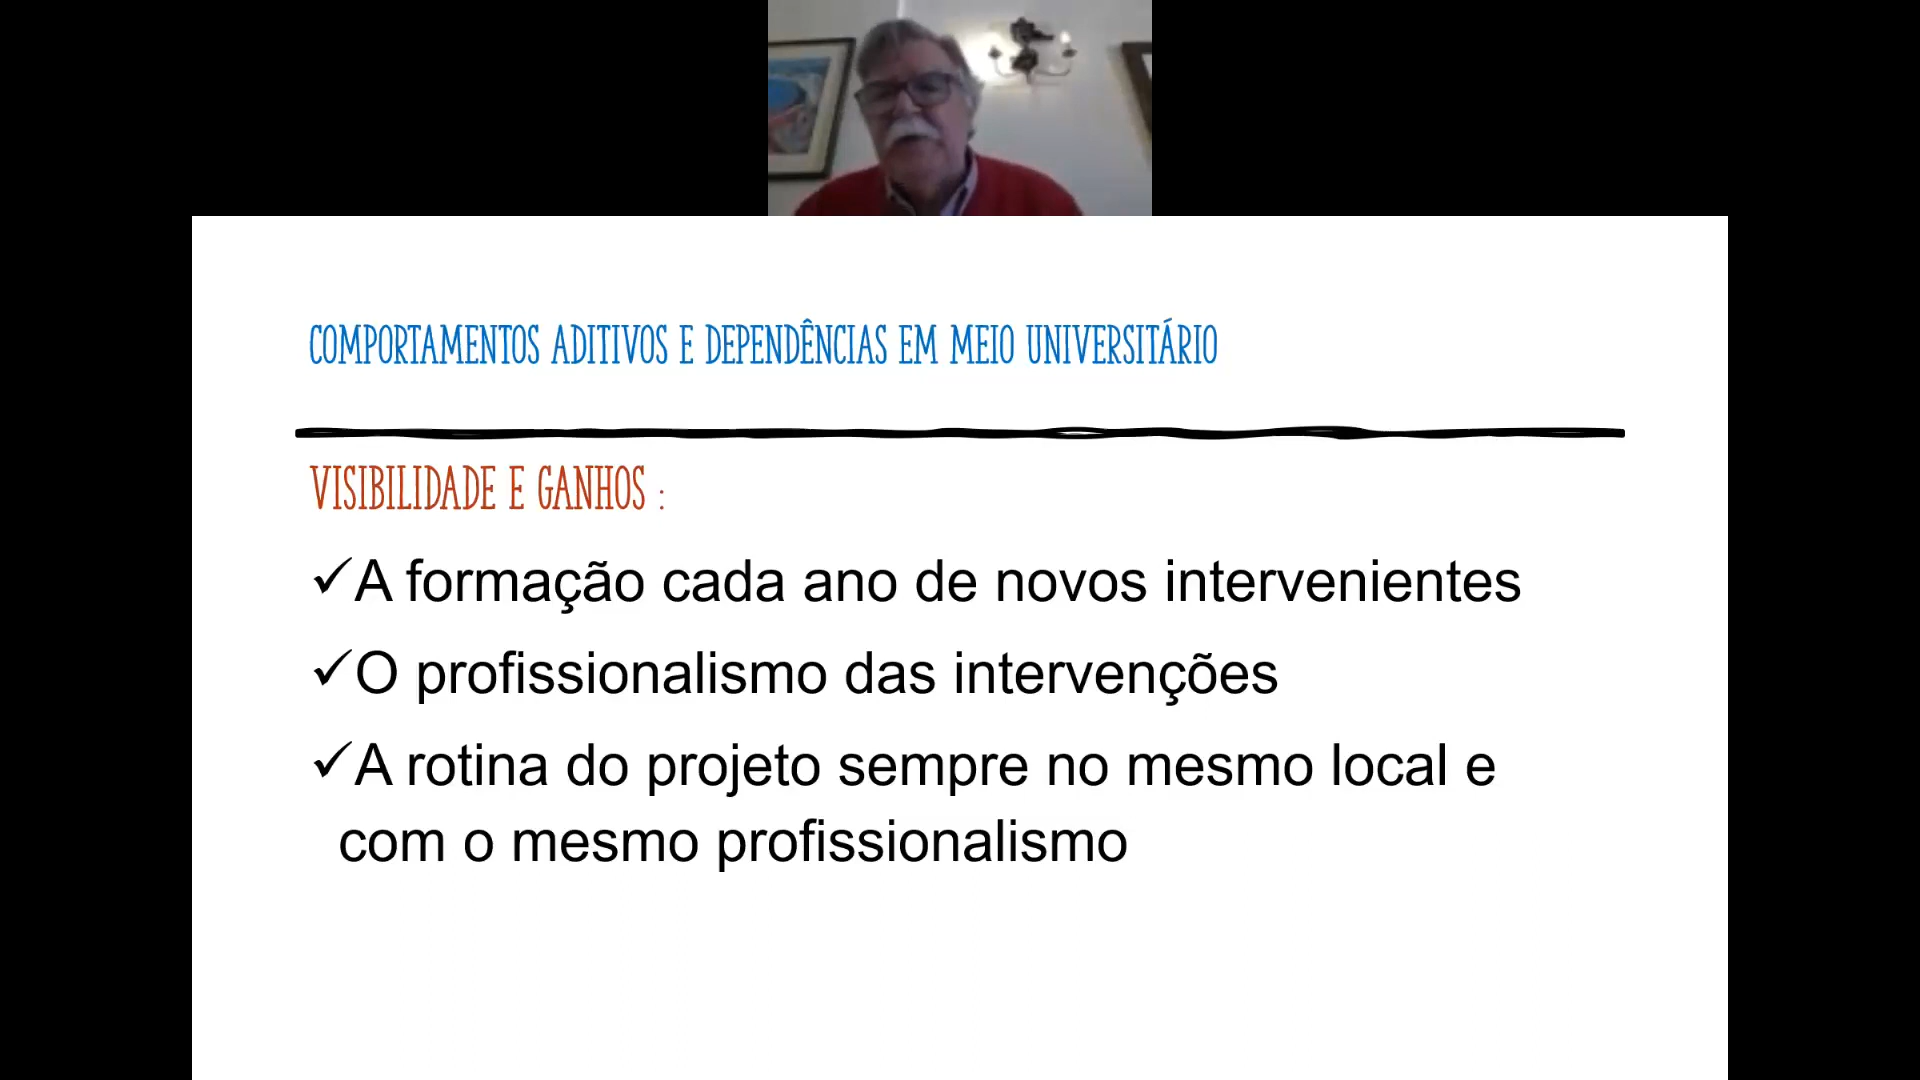 COMPORTAMENTOS ADITIVOS E DEPENDÊNCIAS EM MEIO UNIVERSITÁRIO
VISIBILIDADE E GANHOS :
✓A formação cada ano de novos intervenientes
✓O profissionalismo das intervenções
✓A rotina do projeto sempre no mesmo local e
com o mesmo profissionalismo